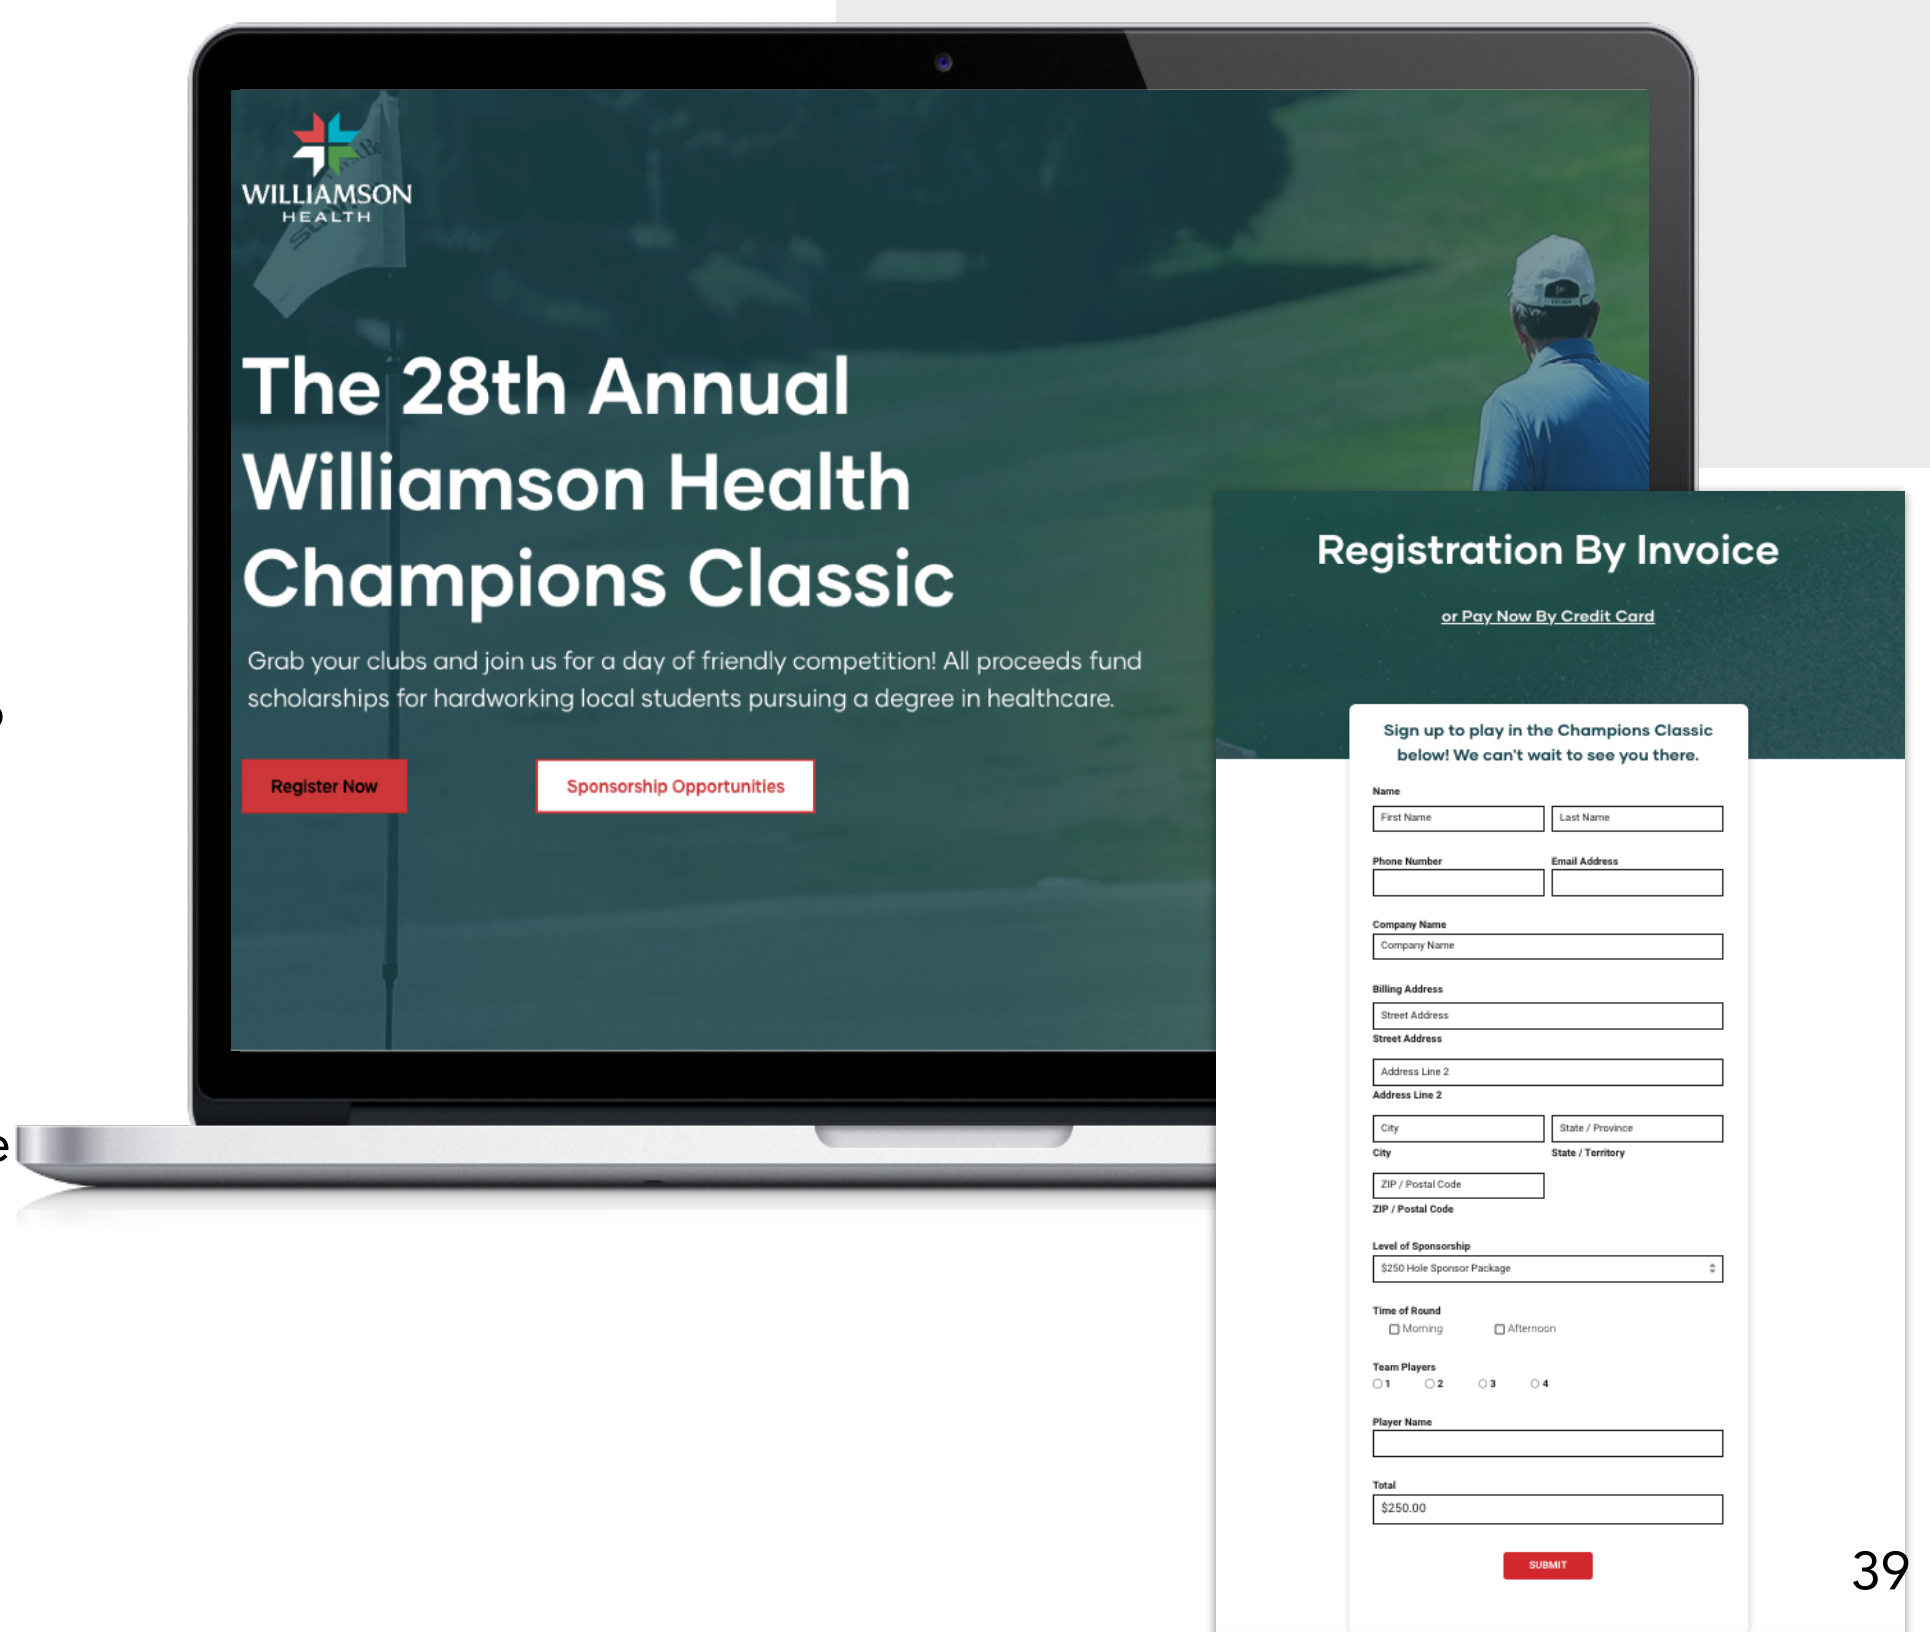 WILLIAMSON
HEALTH
The 28th Annual
Williamson Health
Champions Classic
Grab your clubs and join us for a day of friendly competition! All proceeds fund
scholarships for hardworking local students pursuing a degree in healthcare.
Register Now
Sponsorship Opportunities
Registration By Invoice
or Pay Now By Credit Card
Sign up to play in the Champions Classic
below! We can't wait to see you there.
Name
First Name Last Name
Phone Number Email Address
Company Name
Company Name
Billing Address
Street Address
Street Address
Address Line 2
Address Line 2
City State / Province
City State / Territory
ZIP / Postal Code
ZIP / Postal Code
Level of Sponsorship
$250 Hole Sponsor Package
Time of Round
Morning Afternoon
Team Players
1 2 3 4
Player Name
Total
$250.00
SUBMIT
39
e